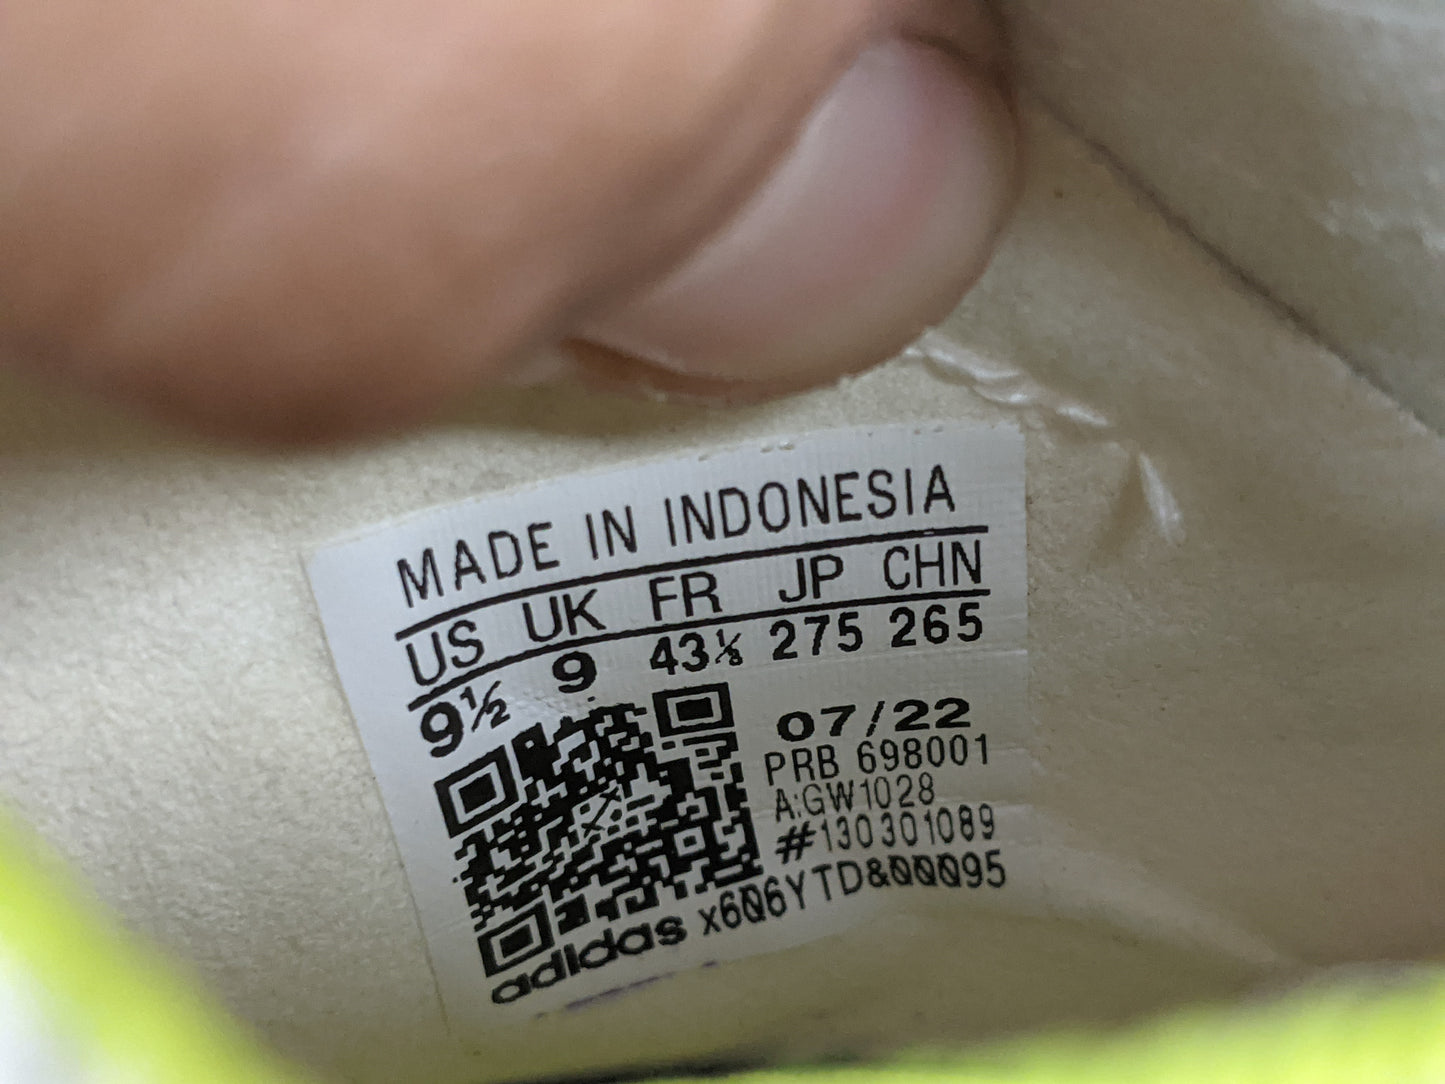 MADE IN INDONESIA
US UK FR JP CHN
9½ 9 43⅓ 275 265
07/22
PRB 698001
A:GW1028
#130301089
adidas x606YTD&00095